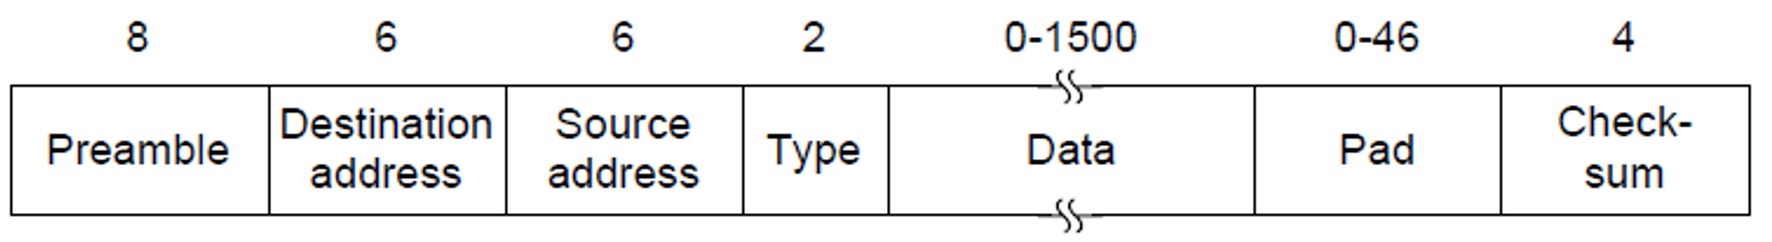 8 6 6 2 0-1500 0-46 4
Preamble Destination address Source address Type Data Pad Check-sum